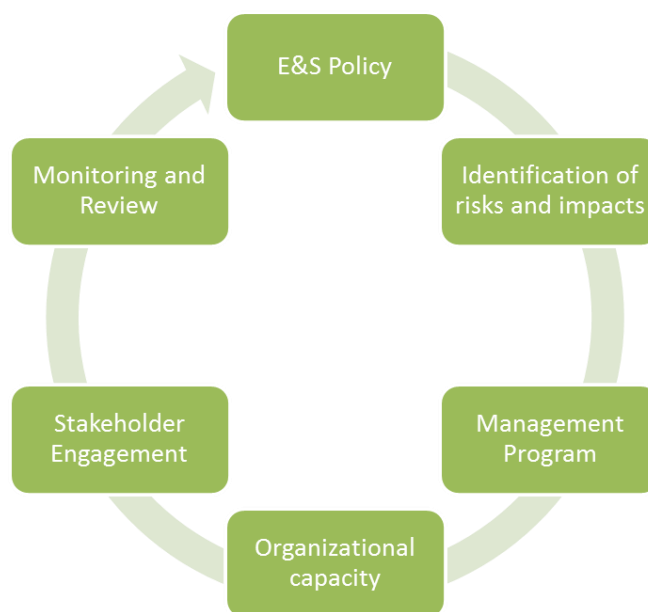 E&S Policy
Identification of
risks and impacts
Management
Program
Organizational
capacity
Stakeholder
Engagement
Monitoring and
Review